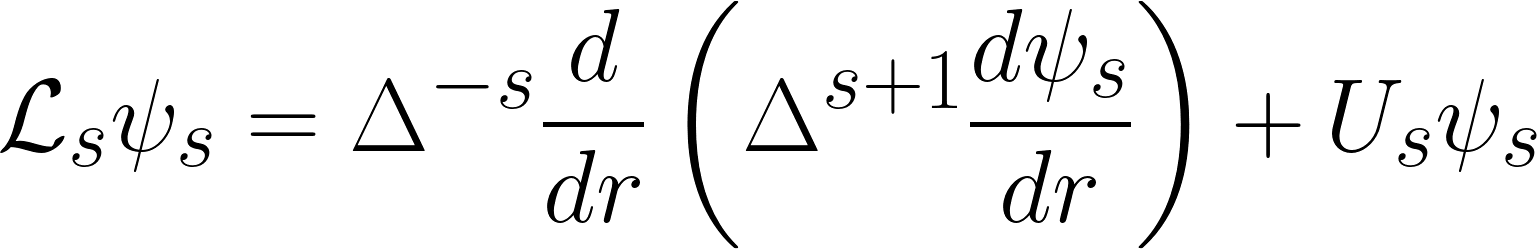 $$\mathcal{L}_s \psi_s = \Delta^{-s} \frac{d}{dr} \left( \Delta^{s+1} \frac{d\psi_s}{dr} \right) + U_s \psi_s$$